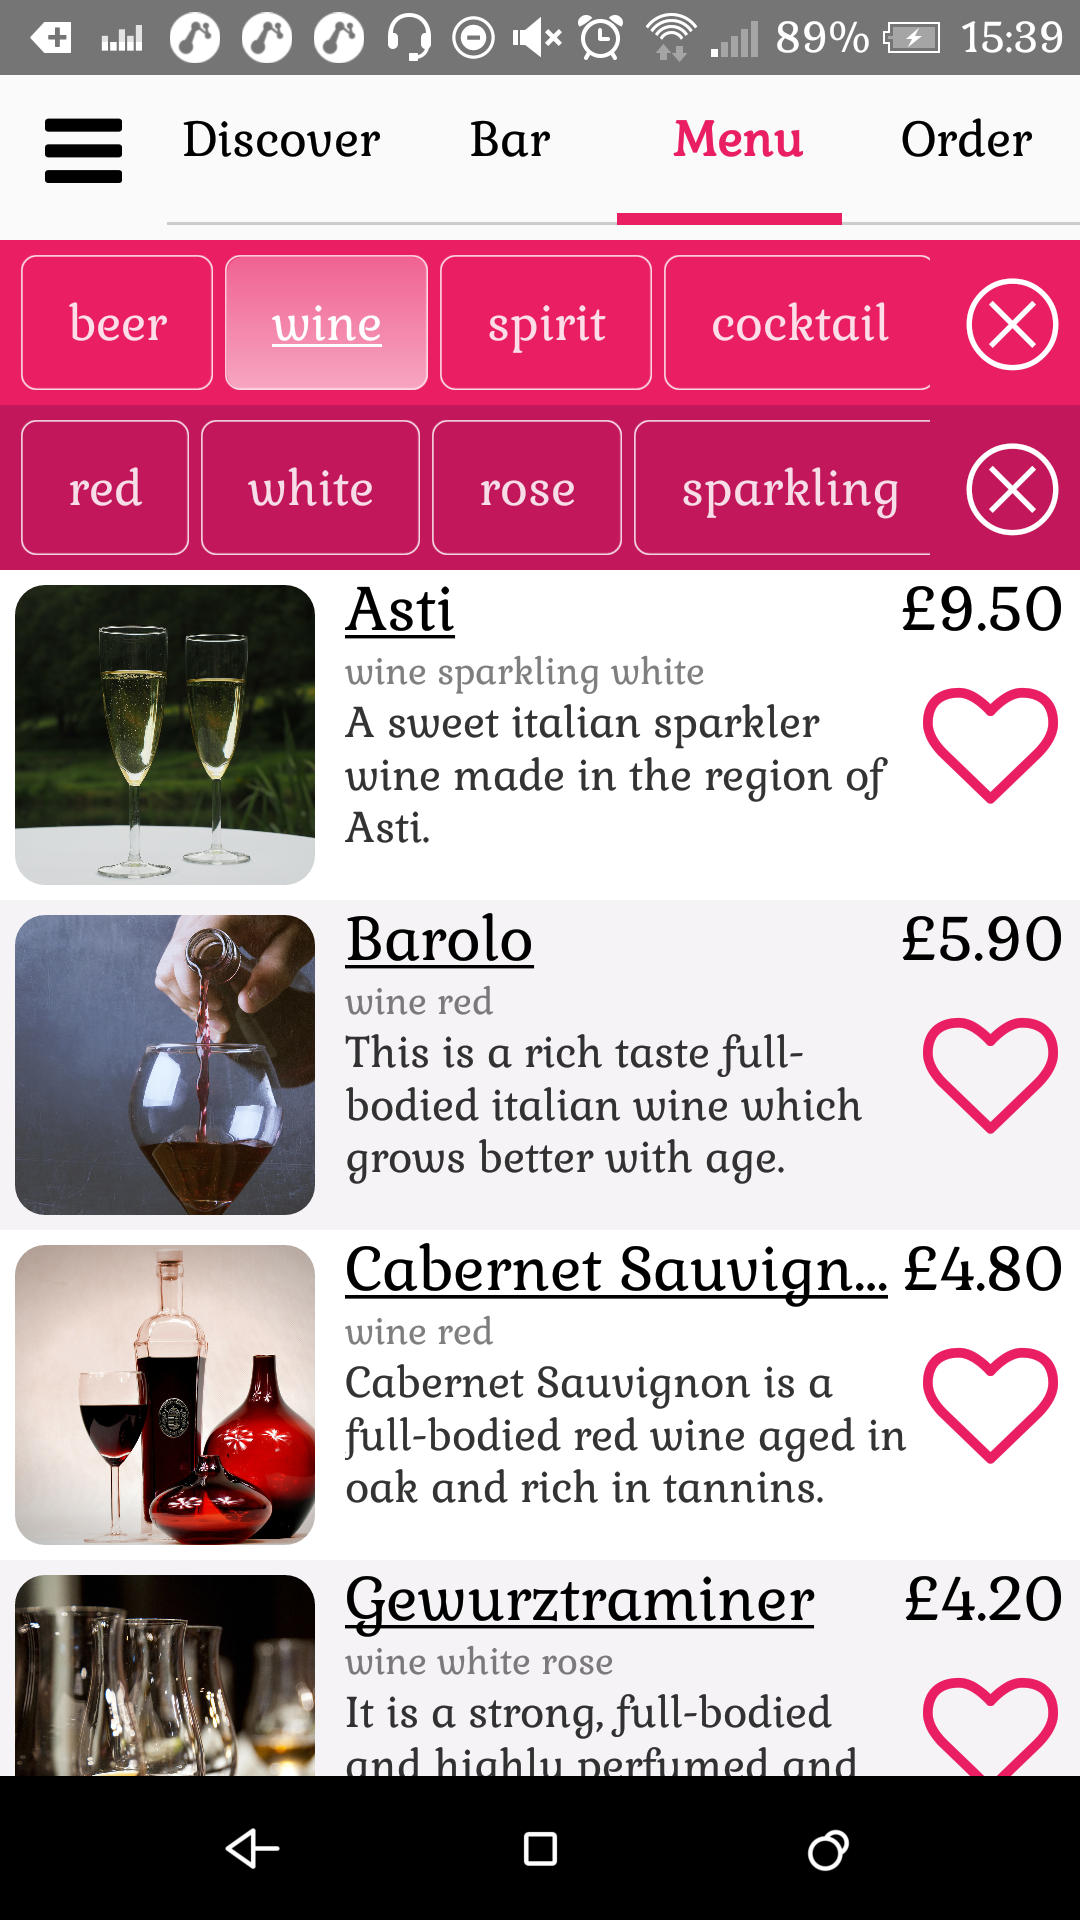 89% 15:39
Discover Bar Menu Order
beer wine spirit cocktail
red white rose sparkling
Asti £9.50
wine sparkling white
A sweet italian sparkler
wine made in the region of
Asti.
Barolo £5.90
wine red
This is a rich taste full-
bodied italian wine which
grows better with age.
Cabernet Sauvign... £4.80
wine red
Cabernet Sauvignon is a
full-bodied red wine aged in
oak and rich in tannins.
Gewurztraminer £4.20
wine white rose
It is a strong, full-bodied
and highly perfumed and